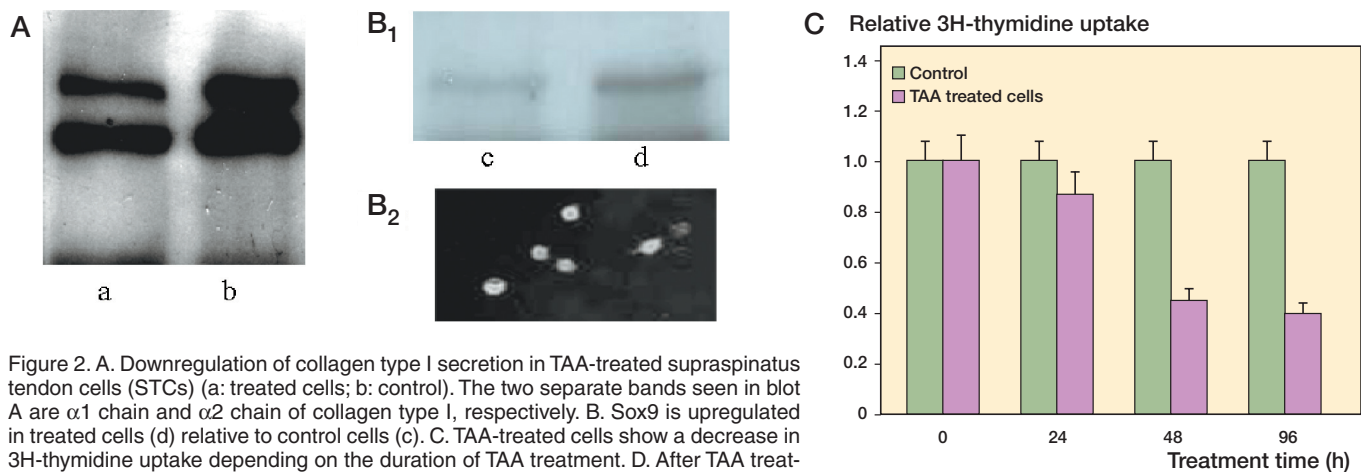 A
a b
B1
c d
B2
C Relative 3H-thymidine uptake
1.4
1.2
1.0
0.8
0.6
0.4
0.2
0
Control
TAA treated cells
0 24 48 96
Treatment time (h)
Figure 2. A. Downregulation of collagen type I secretion in TAA-treated supraspinatus
tendon cells (STCs) (a: treated cells; b: control). The two separate bands seen in blot
A are α1 chain and α2 chain of collagen type I, respectively. B. Sox9 is upregulated
in treated cells (d) relative to control cells (c). C. TAA-treated cells show a decrease in
3H-thymidine uptake depending on the duration of TAA treatment. D. After TAA treat-